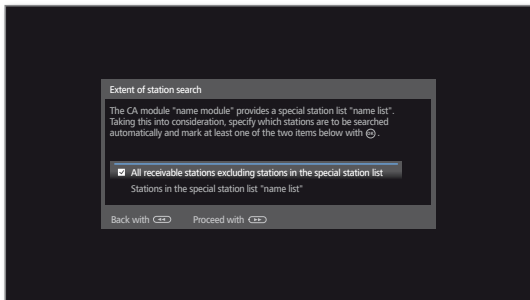 Extent of station search
The CA module "name module" provides a special station list "name list".
Taking this into consideration, specify which stations are to be searched
automatically and mark at least one of the two items below with OK .
All receivable stations excluding stations in the special station list
Stations in the special station list "name list"
Back with ◄◄ Proceed with ►►